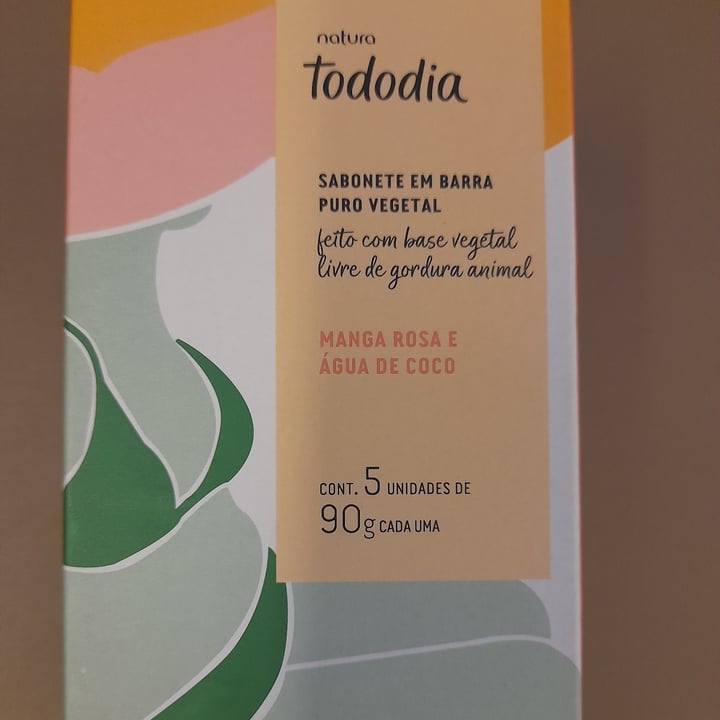 natura
tododia
SABONETE EM BARRA
PURO VEGETAL
feito com base vegetal
livre de gordura animal
MANGA ROSA E
ÁGUA DE COCO
CONT. 5 UNIDADES DE
90g CADA UMA